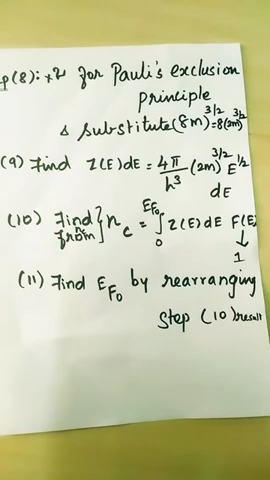 p(8): ×2 for Pauli's exclusion
principle
& substitute (8m)^3/2 = 8(2m)^3/2
(9) Find Z(E)dE = 4π/h³ (2m)^3/2 E^1/2
dE
(10) Find n from } n_c = ∫_0^E_F₀ Z(E) dE F(E)
↓
1
(11) Find E_F₀ by rearranging
Step (10) result